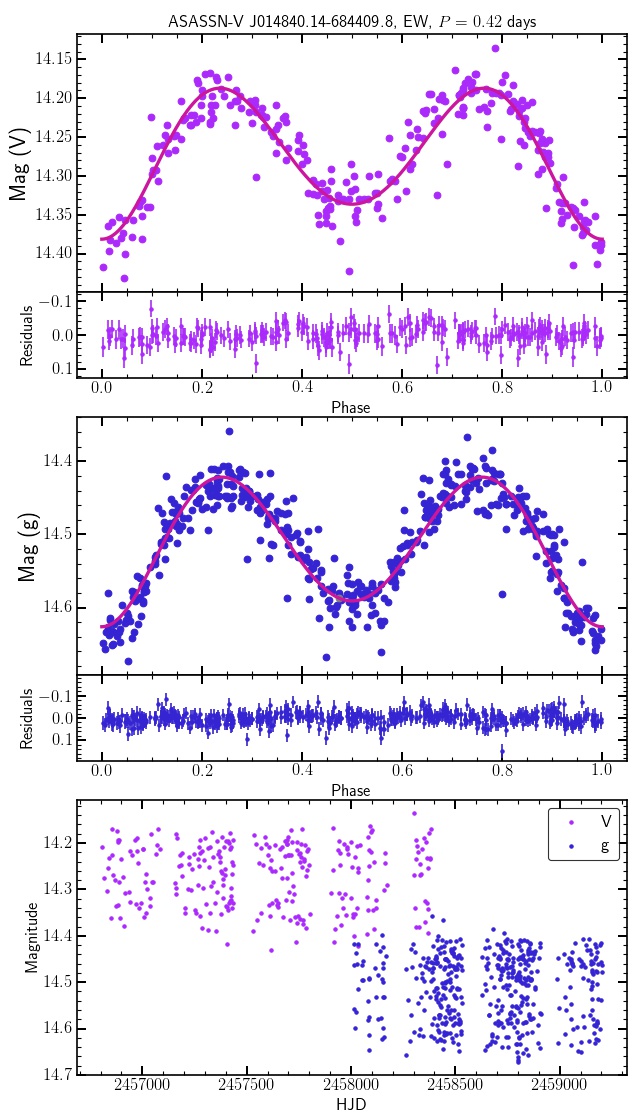 ASASSN-V J014840.14-684409.8, EW, P = 0.42 days
14.15
14.20
14.25
14.30
14.35
14.40
Mag (V)
−0.1
0.0
0.1
Residuals
0.0 0.2 0.4 0.6 0.8 1.0
Phase
14.4
14.5
14.6
Mag (g)
−0.1
0.0
0.1
Residuals
0.0 0.2 0.4 0.6 0.8 1.0
Phase
V
g
14.2
14.3
14.4
14.5
14.6
14.7
Magnitude
2457000 2457500 2458000 2458500 2459000
HJD